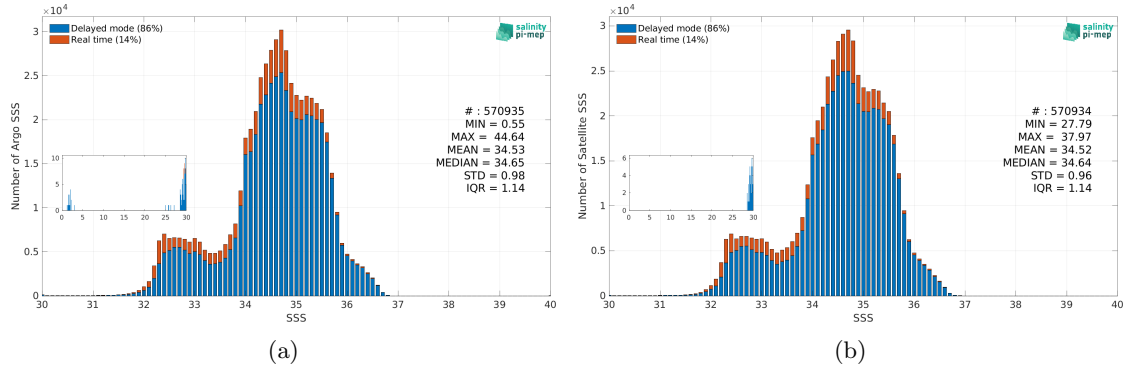 ×10⁴
Delayed mode (86%)
Real time (14%)
salinity
pi-mep
3
2.5
2
1.5
1
0.5
0
Number of Argo SSS
# : 570935
MIN = 0.55
MAX = 44.64
MEAN = 34.53
MEDIAN = 34.65
STD = 0.98
IQR = 1.14
10
5
0
0 5 10 15 20 25 30
30 31 32 33 34 35 36 37 38 39 40
SSS
(a)
×10⁴
Delayed mode (86%)
Real time (14%)
salinity
pi-mep
3
2.5
2
1.5
1
0.5
0
Number of Satellite SSS
# : 570934
MIN = 27.79
MAX = 37.97
MEAN = 34.52
MEDIAN = 34.64
STD = 0.96
IQR = 1.14
6
4
2
0
0 5 10 15 20 25 30
30 31 32 33 34 35 36 37 38 39 40
SSS
(b)